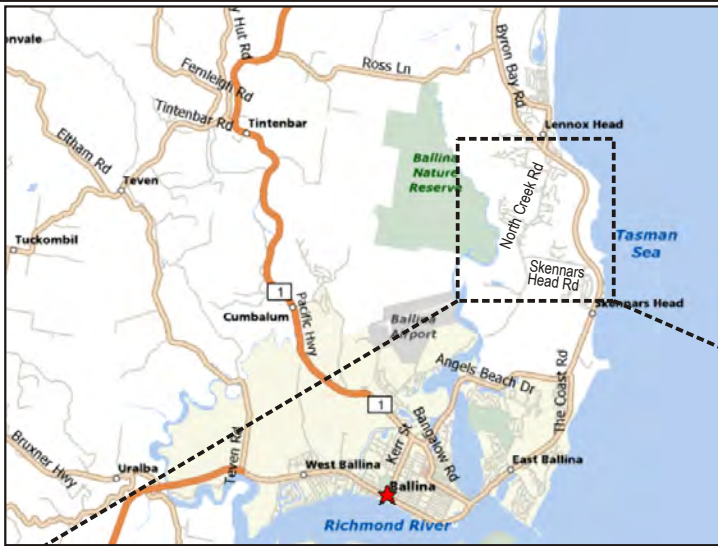 nvale
y Hut Rd
Fernleigh Rd
Ross Ln
Byron Bay Rd
Tintenbar Rd
Tintenbar
Lennox Head
Eltham Rd
Ballina
Nature
Reserve
North Creek Rd
Teven
Tuckombil
Tasman
Sea
Skennars
Head Rd
1
Cumbalum
Pacific Hwy
Ballina
Airport
Skennars Head
Angels Beach Dr
The Coast Rd
1
Bangalow Rd
Kerr St
Teven Rd
Bruxner Hwy
Uralba
West Ballina
East Ballina
Ballina
Richmond River